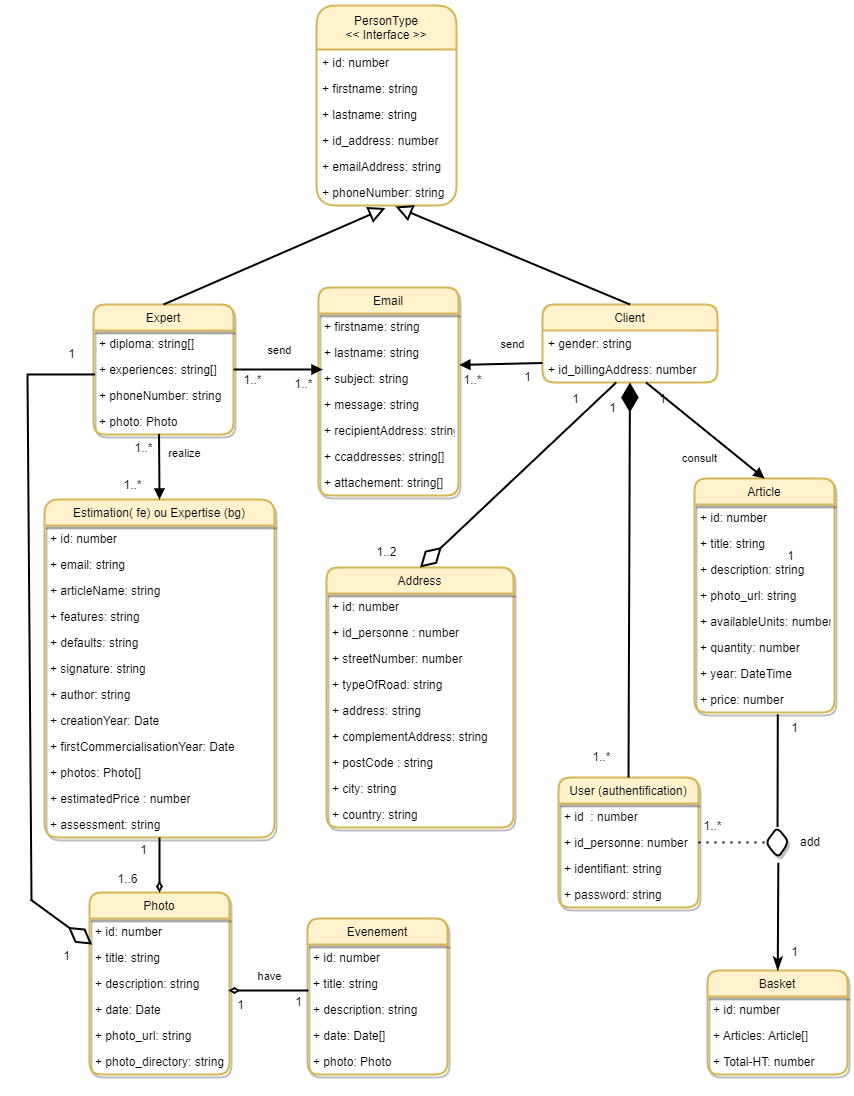 PersonType
<< Interface >>
+ id: number
+ firstname: string
+ lastname: string
+ id_address: number
+ emailAddress: string
+ phoneNumber: string
Expert
+ diploma: string[]
+ experiences: string[]
+ phoneNumber: string
+ photo: Photo
Email
+ firstname: string
+ lastname: string
+ subject: string
+ message: string
+ recipientAddress: string
+ ccaddresses: string[]
+ attachement: string[]
Client
+ gender: string
+ id_billingAddress: number
1
send
1..*
1..*
send
1..*
1
1..*
realize
1..*
1
1
1
consult
1..2
Estimation( fe) ou Expertise (bg)
+ id: number
+ email: string
+ articleName: string
+ features: string
+ defaults: string
+ signature: string
+ author: string
+ creationYear: Date
+ firstCommercialisationYear: Date
+ photos: Photo[]
+ estimatedPrice : number
+ assessment: string
Address
+ id: number
+ id_personne : number
+ streetNumber: number
+ typeOfRoad: string
+ address: string
+ complementAddress: string
+ postCode : string
+ city: string
+ country: string
Article
+ id: number
+ title: string
1
+ description: string
+ photo_url: string
+ availableUnits: number
+ quantity: number
+ year: DateTime
+ price: number
1
1..*
User (authentification)
+ id : number
+ id_personne: number
+ identifiant: string
+ password: string
1..*
add
1
1
1..6
1
Photo
+ id: number
+ title: string
+ description: string
+ date: Date
+ photo_url: string
+ photo_directory: string
have
1
1
Evenement
+ id: number
+ title: string
+ description: string
+ date: Date[]
+ photo: Photo
Basket
+ id: number
+ Articles: Article[]
+ Total-HT: number